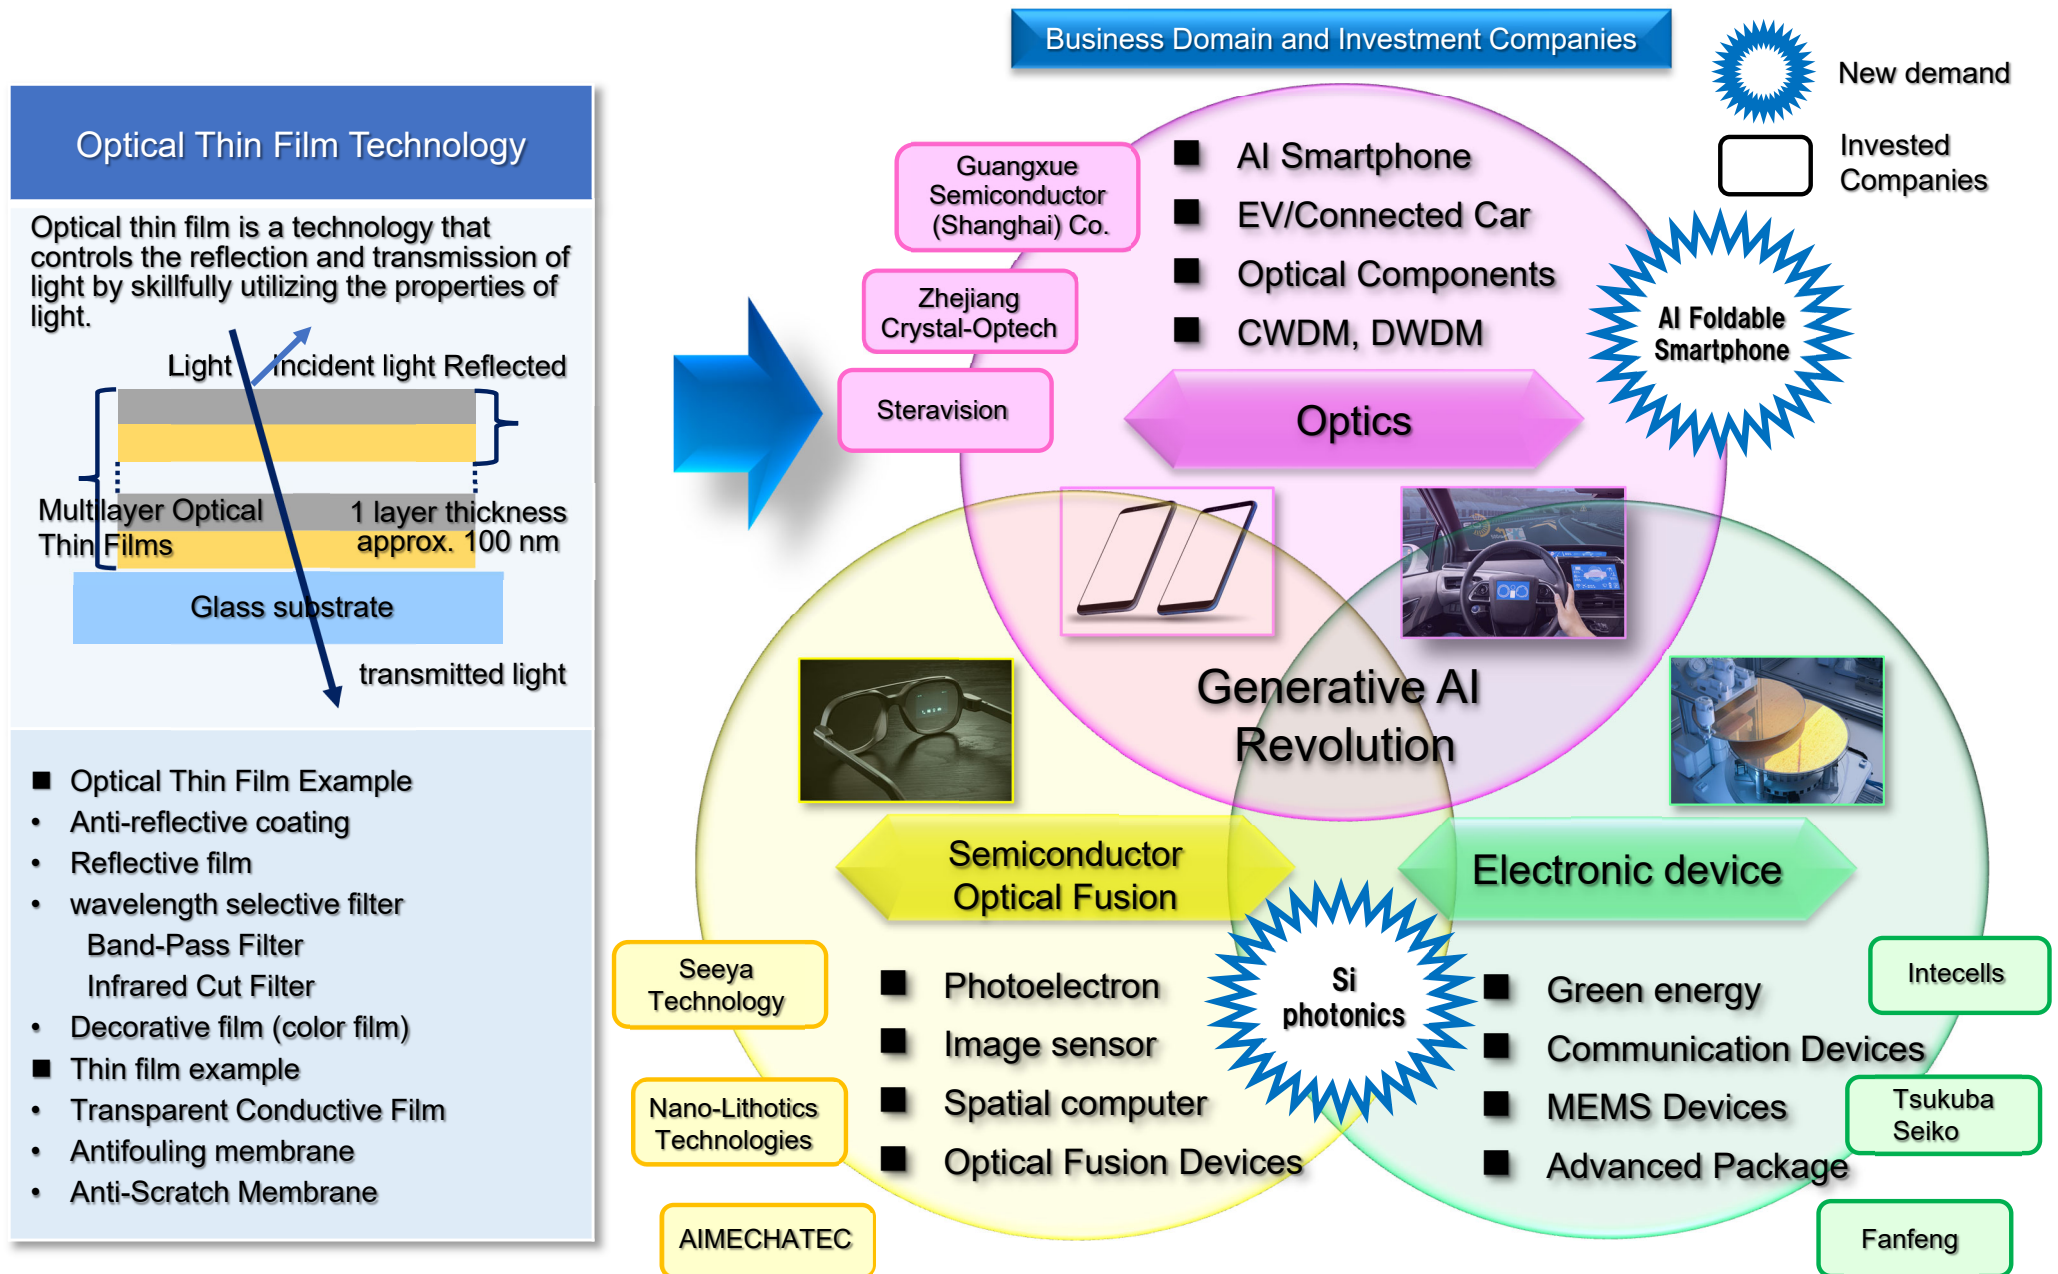 Business Domain and Investment Companies
New demand
Invested
Companies
Optical Thin Film Technology
Optical thin film is a technology that
controls the reflection and transmission of
light by skillfully utilizing the properties of
light.
Light
Incident light Reflected
Multilayer Optical
Thin Films
1 layer thickness
approx. 100 nm
Glass substrate
transmitted light
■ Optical Thin Film Example
• Anti-reflective coating
• Reflective film
• wavelength selective filter
Band-Pass Filter
Infrared Cut Filter
• Decorative film (color film)
■ Thin film example
• Transparent Conductive Film
• Antifouling membrane
• Anti-Scratch Membrane
Guangxue
Semiconductor
(Shanghai) Co.
Zhejiang
Crystal-Optech
Steravision
■ AI Smartphone
■ EV/Connected Car
■ Optical Components
■ CWDM, DWDM
AI Foldable
Smartphone
Optics
Generative AI
Revolution
Semiconductor
Optical Fusion
Electronic device
Seeya
Technology
Nano-Lithotics
Technologies
AIMECHATEC
■ Photoelectron
■ Image sensor
■ Spatial computer
■ Optical Fusion Devices
Si
photonics
■ Green energy
■ Communication Devices
■ MEMS Devices
■ Advanced Package
Intecells
Tsukuba
Seiko
Fanfeng